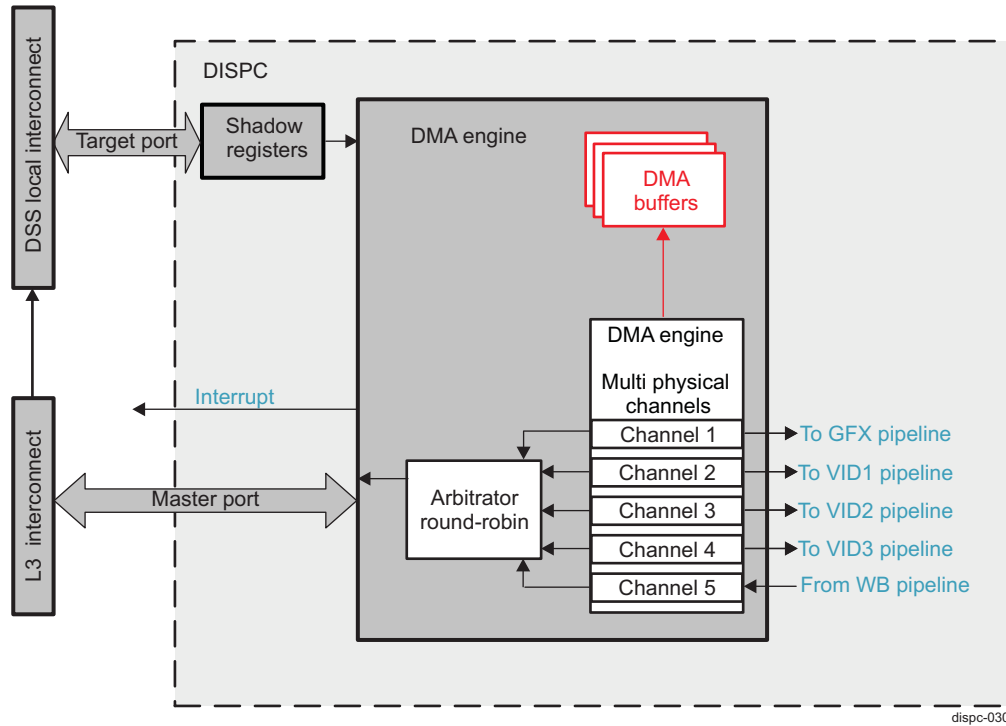 DISPC
DSS local interconnect
Target port
Shadow
registers
DMA engine
DMA
buffers
DMA engine
Multi physical
channels
Interrupt
Channel 1
To GFX pipeline
L3 interconnect
Master port
Arbitrator
round-robin
Channel 2
To VID1 pipeline
Channel 3
To VID2 pipeline
Channel 4
To VID3 pipeline
Channel 5
From WB pipeline
dispc-030